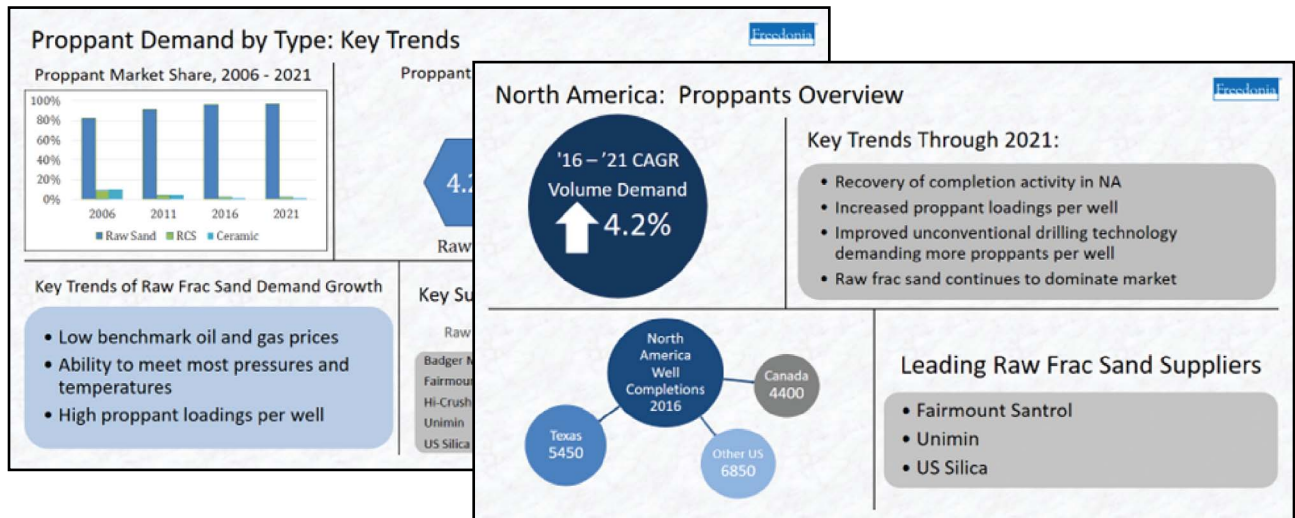 Proppant Demand by Type: Key Trends
Freedonia
Proppant Market Share, 2006 - 2021
100%
80%
60%
40%
20%
0%
2006 2011 2016 2021
Raw Sand RCS Ceramic
Proppant
4.2
Raw
Key Trends of Raw Frac Sand Demand Growth
• Low benchmark oil and gas prices
• Ability to meet most pressures and
temperatures
• High proppant loadings per well
Key Su
Raw
Badger M
Fairmou
Hi-Crush
Unimin
US Silica
North America: Proppants Overview
Freedonia
'16 – '21 CAGR
Volume Demand
4.2%
Key Trends Through 2021:
• Recovery of completion activity in NA
• Increased proppant loadings per well
• Improved unconventional drilling technology
demanding more proppants per well
• Raw frac sand continues to dominate market
North
America
Well
Completions
2016
Canada
4400
Texas
5450
Other US
6850
Leading Raw Frac Sand Suppliers
• Fairmount Santrol
• Unimin
• US Silica